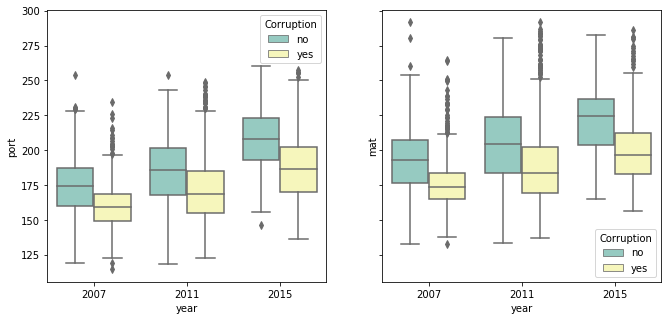 300
275
250
225
200
175
150
125
port
2007
2011
2015
year
Corruption
no
yes
mat
2007
2011
2015
year
Corruption
no
yes